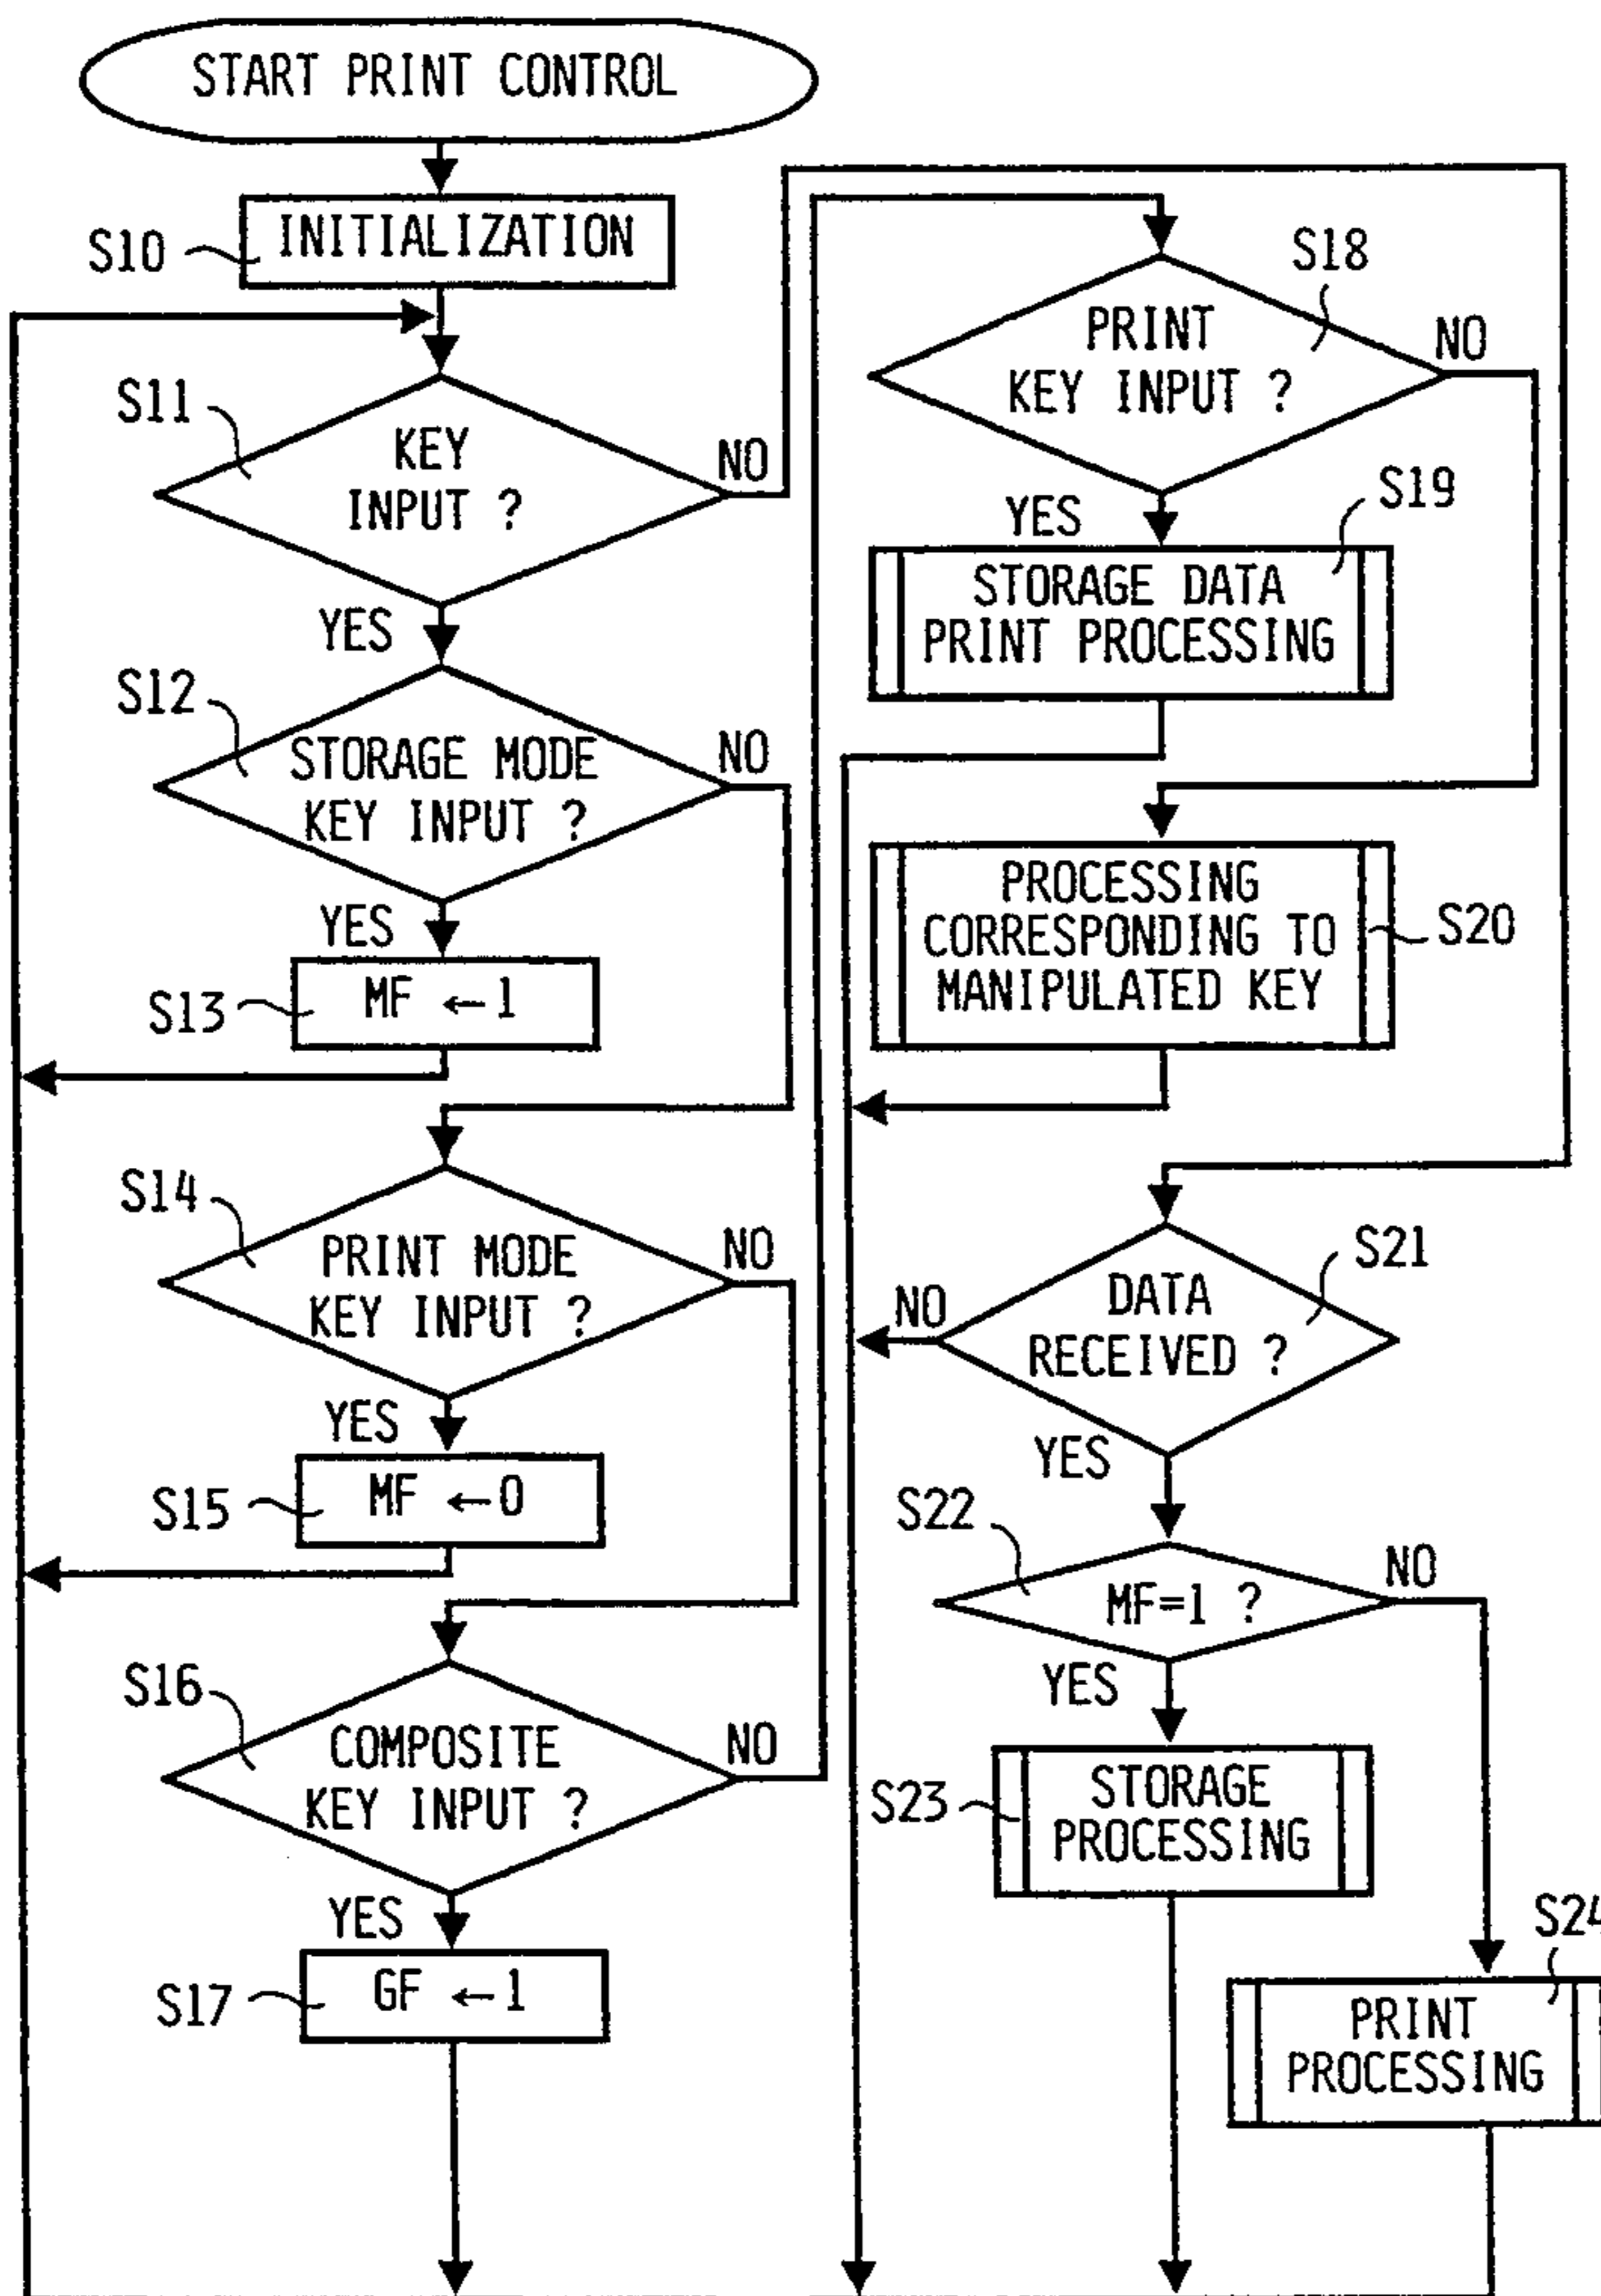 START PRINT CONTROL
S10
INITIALIZATION
S11
KEY
INPUT ?
NO
YES
S12
STORAGE MODE
KEY INPUT ?
NO
YES
S13
MF ←1
S14
PRINT MODE
KEY INPUT ?
NO
YES
S15
MF ←0
S16
COMPOSITE
KEY INPUT ?
NO
YES
S17
GF ←1
S18
PRINT
KEY INPUT ?
NO
YES
S19
STORAGE DATA
PRINT PROCESSING
PROCESSING
CORRESPONDING TO
MANIPULATED KEY
S20
S21
DATA
RECEIVED ?
NO
YES
S22
MF=1 ?
NO
YES
S23
STORAGE
PROCESSING
S24
PRINT
PROCESSING